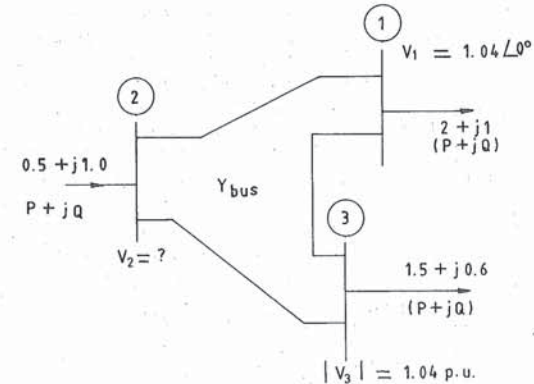 1
V₁ = 1.04∠0°
2
2 + j1
(P+jQ)
0.5 + j1.0
P + jQ
Ybus
3
V₂ = ?
1.5 + j0.6
(P+jQ)
|V₃| = 1.04 p.u.